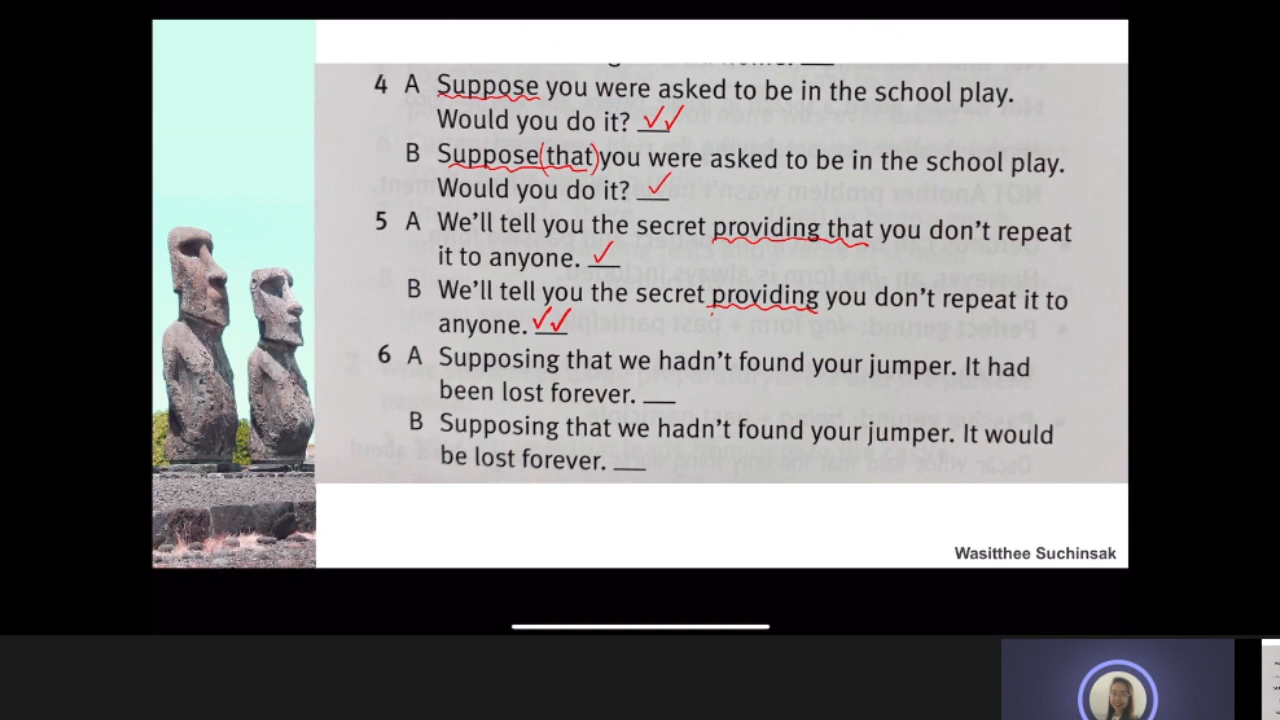 4 A Suppose you were asked to be in the school play.
Would you do it? ✓✓
B Suppose (that) you were asked to be in the school play.
Would you do it? ✓
5 A We'll tell you the secret providing that you don't repeat
it to anyone. ✓
B We'll tell you the secret providing you don't repeat it to
anyone. ✓✓
6 A Supposing that we hadn't found your jumper. It had
been lost forever. __
B Supposing that we hadn't found your jumper. It would
be lost forever. __
Wasitthee Suchinsak